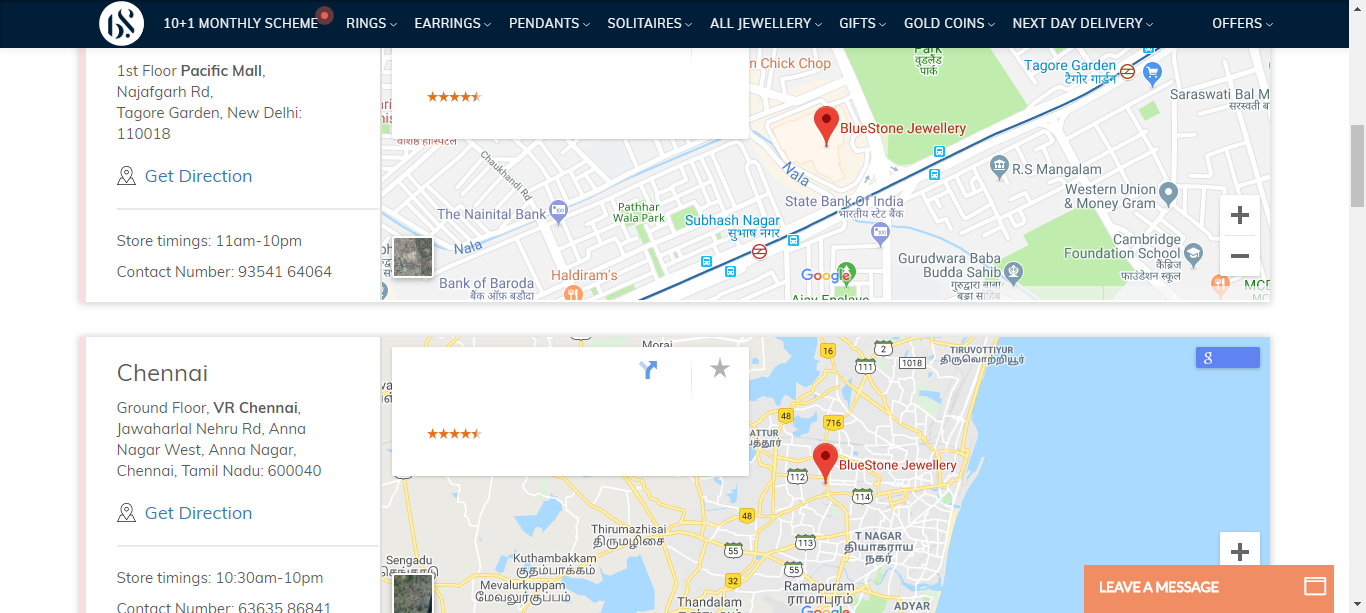 BS
10+1 MONTHLY SCHEME
RINGS
EARRINGS
PENDANTS
SOLITAIRES
ALL JEWELLERY
GIFTS
GOLD COINS
NEXT DAY DELIVERY
OFFERS
1st Floor Pacific Mall,
Najafgarh Rd,
Tagore Garden, New Delhi:
110018
Get Direction
Store timings: 11am-10pm
Contact Number: 93541 64064
n Chick Chop
Park
वुडलैंड
पार्क
Tagore Garden
टैगोर गार्डन
Saraswati Bal M
सरस्वती बा
BlueStone Jewellery
Chaukhandi Rd
Nala
R.S Mangalam
Western Union
& Money Gram
The Nainital Bank
Pathhar
Wala Park
Subhash Nagar
सुभाष नगर
State Bank Of India
भारतीय स्टेट बैंक
Nala
Cambridge
Foundation School
कैंब्रिज
फाउंडेशन स्कूल
Gurudwara Baba
Budda Sahib
गुरुद्वारा बाबा
बुड्डा साहिब
Haldiram's
Bank of Baroda
बैंक ऑफ़ बड़ौदा
Google
Ajay Enclave
MCD
Chennai
Ground Floor, VR Chennai,
Jawaharlal Nehru Rd, Anna
Nagar West, Anna Nagar,
Chennai, Tamil Nadu: 600040
Get Direction
Store timings: 10:30am-10pm
Contact Number: 63635 86841
Morai
16
2
111
1018
TIRUVOTTIYUR
திருவொற்றியூர்
g
48
716
ATTUR
BlueStone Jewellery
112
114
48
Thirumazhisai
திருமழிசை
113
T NAGAR
தியாகராய
நகர்
55
55
Sengadu
செங்காடு
Kuthambakkam
குதம்பாக்கம்
Mevalurkuppam
மேவலூர்குப்பம்
32
Ramapuram
ராமாபுரம்
Thandalam
தண்டலம்
Google
ADYAR
LEAVE A MESSAGE